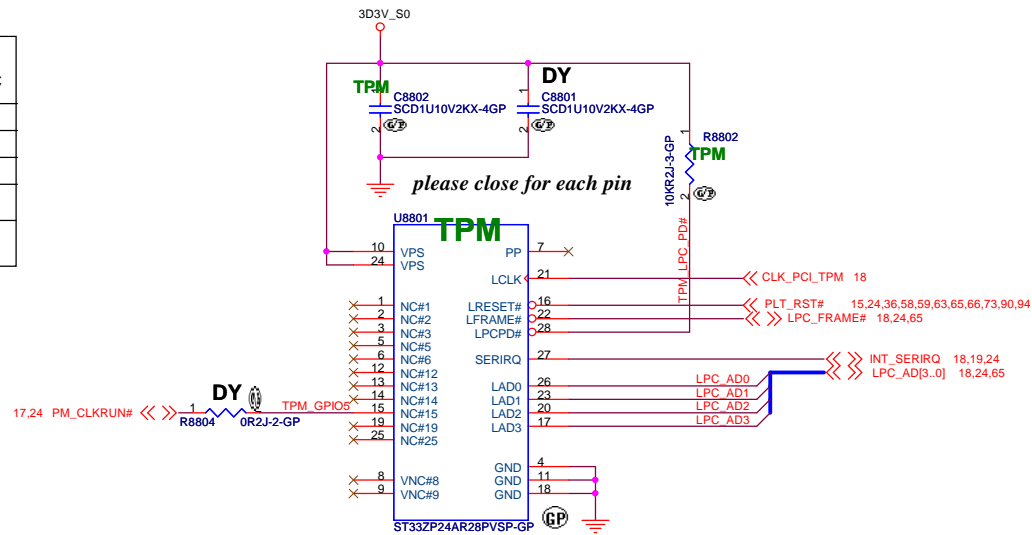 3D3V_S0
TPM
1
C8802
SCD1U10V2KX-4GP
2
G/P
DY
1
C8801
SCD1U10V2KX-4GP
2
G/P
1
R8802
TPM
10KR2J-3-GP
2
G/P
please close for each pin
TPM_LPC_PD#
U8801
TPM
10 VPS
24 VPS
1 NC#1
2 NC#2
3 NC#3
5 NC#5
6 NC#6
12 NC#12
13 NC#13
14 NC#14
15 NC#15
19 NC#19
25 NC#25
8 VNC#8
9 VNC#9
PP 7
LCLK 21
LRESET# 16
LFRAME# 22
LPCPD# 28
SERIRQ 27
LAD0 26
LAD1 23
LAD2 20
LAD3 17
GND 4
GND 11
GND 18
ST33ZP24AR28PVSP-GP
GP
CLK_PCI_TPM 18
PLT_RST# 15,24,36,58,59,63,65,66,73,90,94
LPC_FRAME# 18,24,65
INT_SERIRQ 18,19,24
LPC_AD[3..0] 18,24,65
LPC_AD0
LPC_AD1
LPC_AD2
LPC_AD3
17,24 PM_CLKRUN#
1
DY
R8804
0R2J-2-GP
TPM_GPIO5